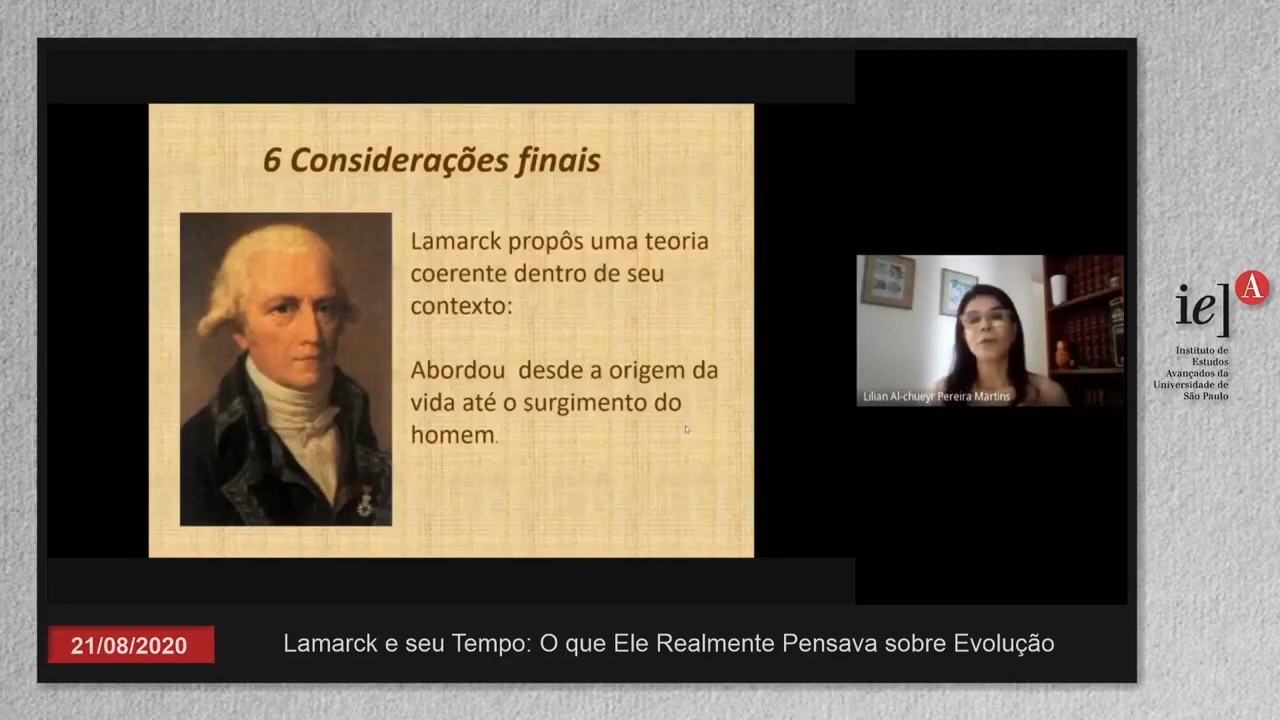 6 Considerações finais
Lamarck propôs uma teoria
coerente dentro de seu
contexto:
Abordou desde a origem da
vida até o surgimento do
homem.
Lilian Al-chueyr Pereira Martins
iea
Instituto de
Estudos
Avançados da
Universidade de
São Paulo
21/08/2020
Lamarck e seu Tempo: O que Ele Realmente Pensava sobre Evolução